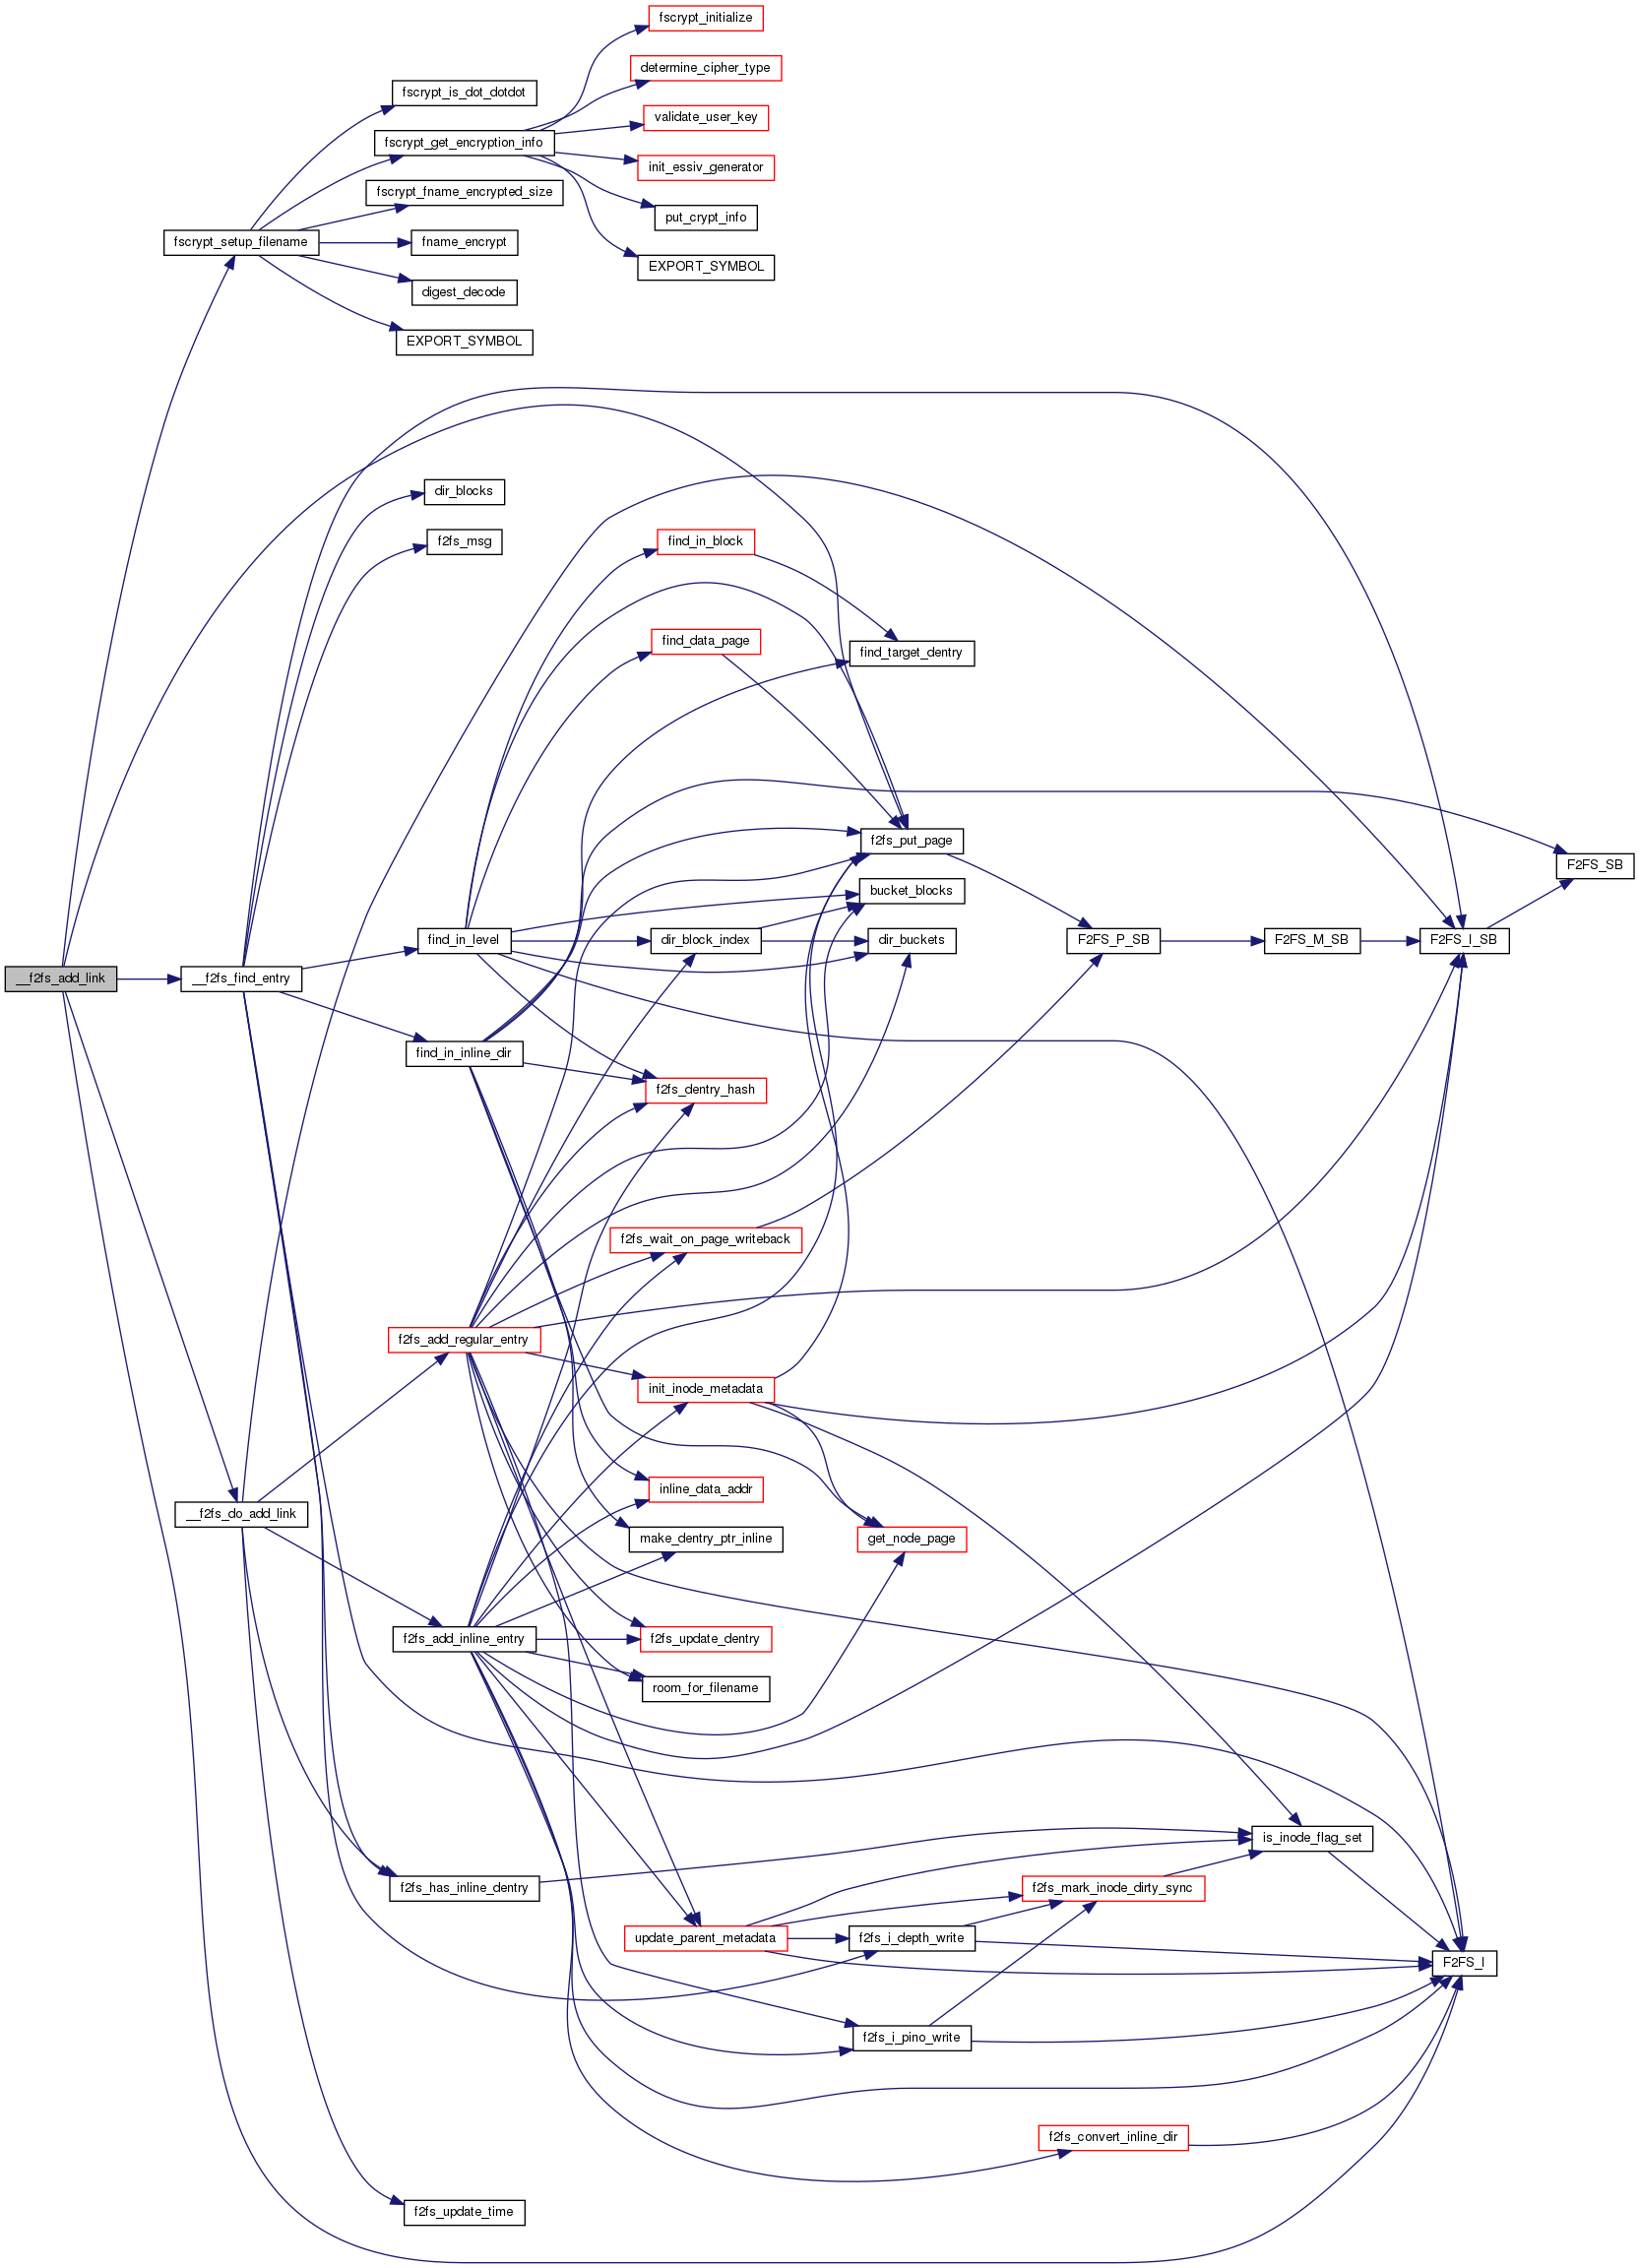 fscrypt_initialize
determine_cipher_type
fscrypt_is_dot_dotdot
validate_user_key
fscrypt_get_encryption_info
init_essiv_generator
fscrypt_fname_encrypted_size
put_crypt_info
fscrypt_setup_filename
fname_encrypt
EXPORT_SYMBOL
digest_decode
EXPORT_SYMBOL
dir_blocks
f2fs_msg
find_in_block
find_data_page
find_target_dentry
f2fs_put_page
F2FS_SB
bucket_blocks
find_in_level
dir_block_index
dir_buckets
F2FS_P_SB
F2FS_M_SB
F2FS_I_SB
__f2fs_add_link
__f2fs_find_entry
find_in_inline_dir
f2fs_dentry_hash
f2fs_wait_on_page_writeback
f2fs_add_regular_entry
init_inode_metadata
inline_data_addr
__f2fs_do_add_link
make_dentry_ptr_inline
get_node_page
f2fs_add_inline_entry
f2fs_update_dentry
room_for_filename
is_inode_flag_set
f2fs_has_inline_dentry
f2fs_mark_inode_dirty_sync
update_parent_metadata
f2fs_i_depth_write
F2FS_I
f2fs_i_pino_write
f2fs_convert_inline_dir
f2fs_update_time